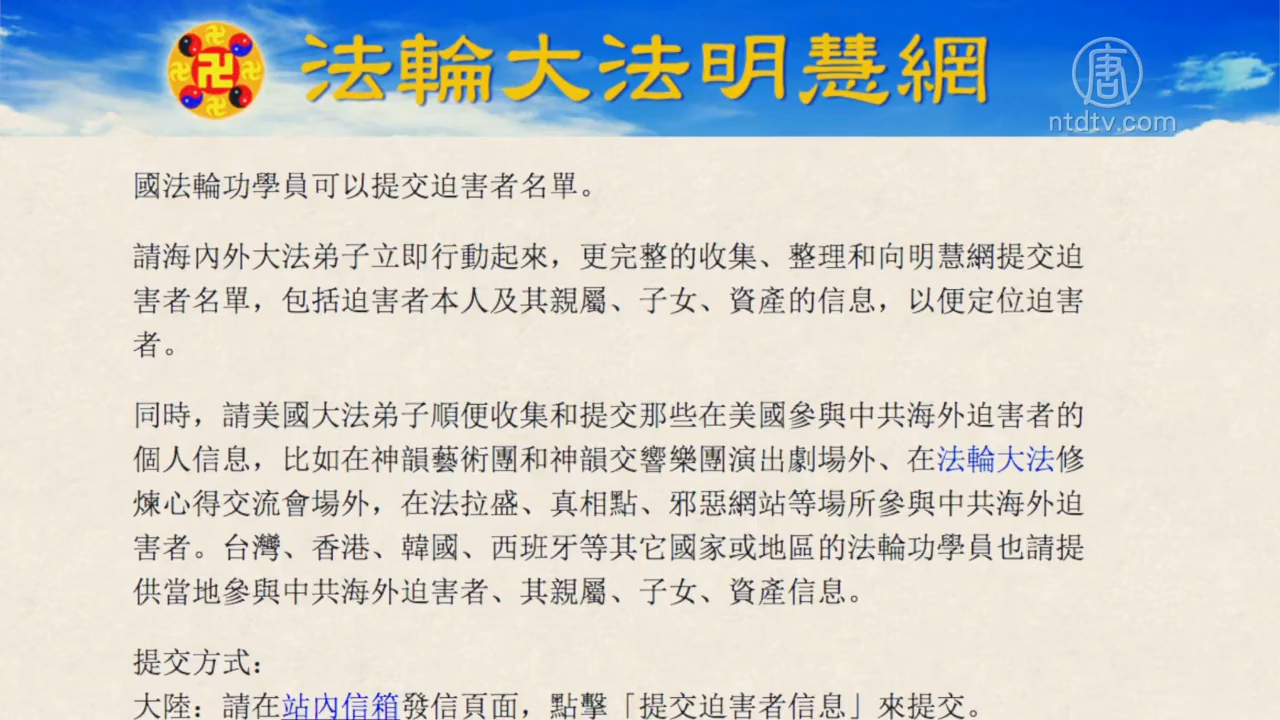 法輪大法明慧網
唐
ntdtv.com
國法輪功學員可以提交迫害者名單。
請海內外大法弟子立即行動起來，更完整的收集、整理和向明慧網提交迫
害者名單，包括迫害者本人及其親屬、子女、資產的信息，以便定位迫害
者。
同時，請美國大法弟子順便收集和提交那些在美國參與中共海外迫害者的
個人信息，比如在神韻藝術團和神韻交響樂團演出劇場外、在法輪大法修
煉心得交流會場外，在法拉盛、真相點、邪惡網站等場所參與中共海外迫
害者。台灣、香港、韓國、西班牙等其它國家或地區的法輪功學員也請提
供當地參與中共海外迫害者、其親屬、子女、資產信息。
提交方式：
大陸：請在站內信箱發信頁面，點擊「提交迫害者信息」來提交。